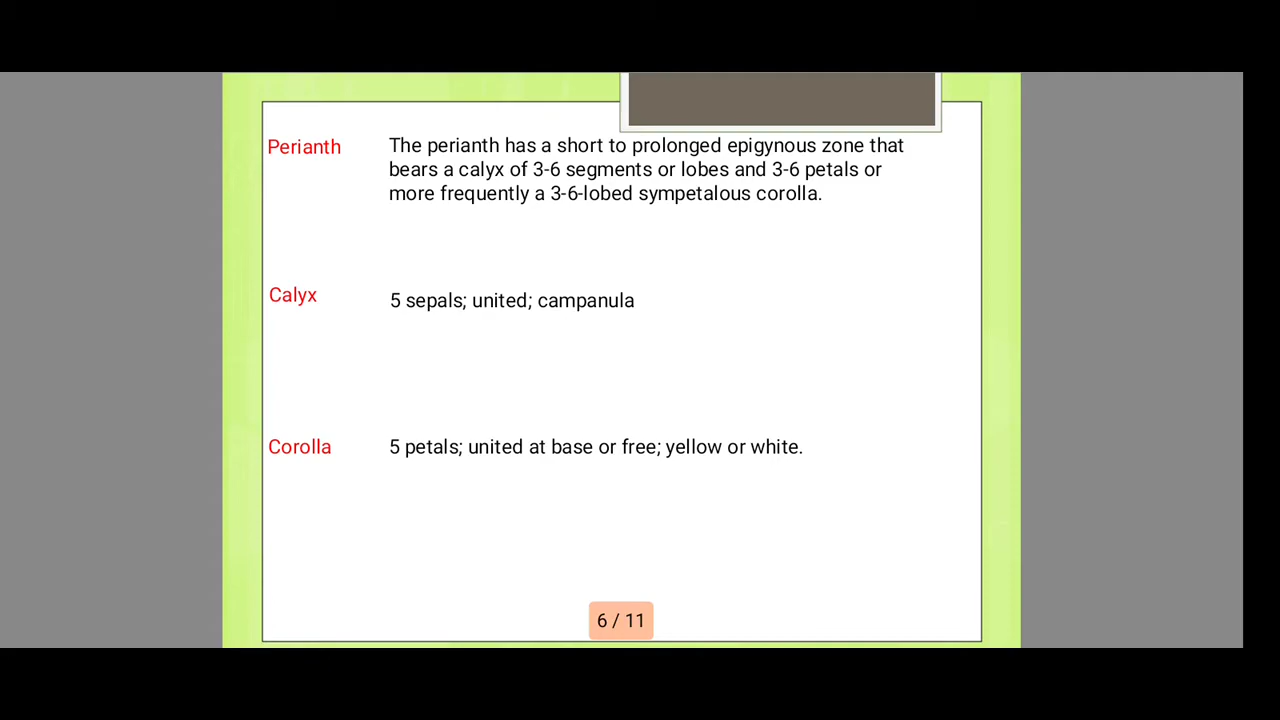 Perianth
The perianth has a short to prolonged epigynous zone that
bears a calyx of 3-6 segments or lobes and 3-6 petals or
more frequently a 3-6-lobed sympetalous corolla.
Calyx
5 sepals; united; campanula
Corolla
5 petals; united at base or free; yellow or white.
6 / 11